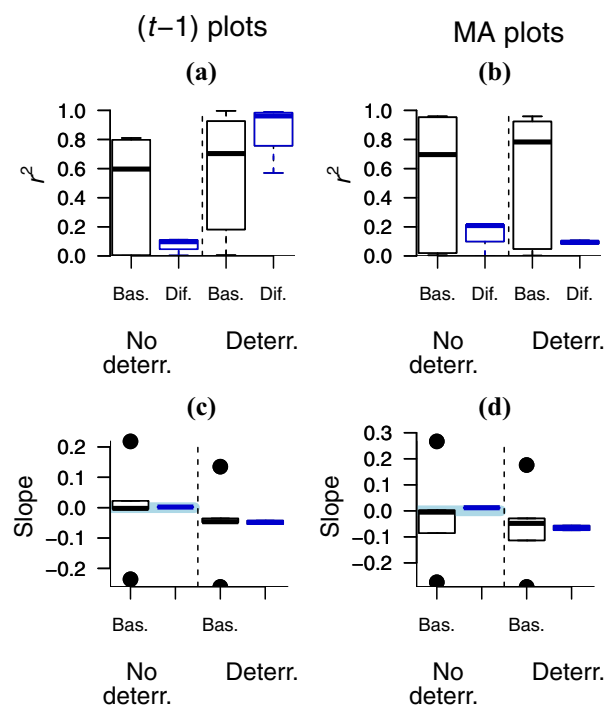 (t−1) plots MA plots
(a) (b)
1.0
0.8
0.6
0.4
0.2
0.0
r²
Bas. Dif. Bas. Dif.
No deterr. Deterr.
1.0
0.8
0.6
0.4
0.2
0.0
r²
Bas. Dif. Bas. Dif.
No deterr. Deterr.
(c) (d)
0.2
0.1
0.0
−0.1
−0.2
Slope
Bas. Bas.
No deterr. Deterr.
0.3
0.2
0.1
0.0
−0.1
−0.2
Slope
Bas. Bas.
No deterr. Deterr.